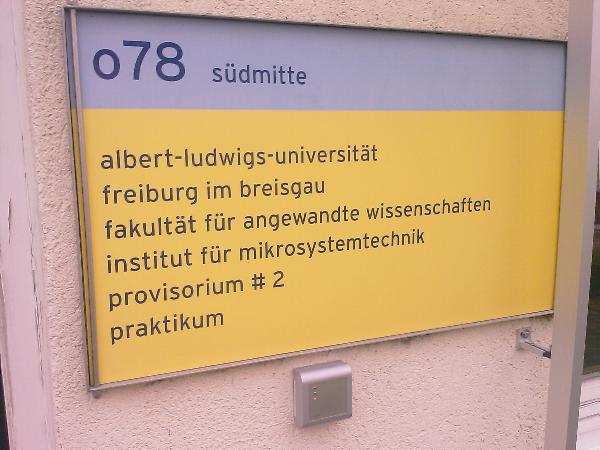 o78 südmitte
albert-ludwigs-universität
freiburg im breisgau
fakultät für angewandte wissenschaften
institut für mikrosystemtechnik
provisorium # 2
praktikum